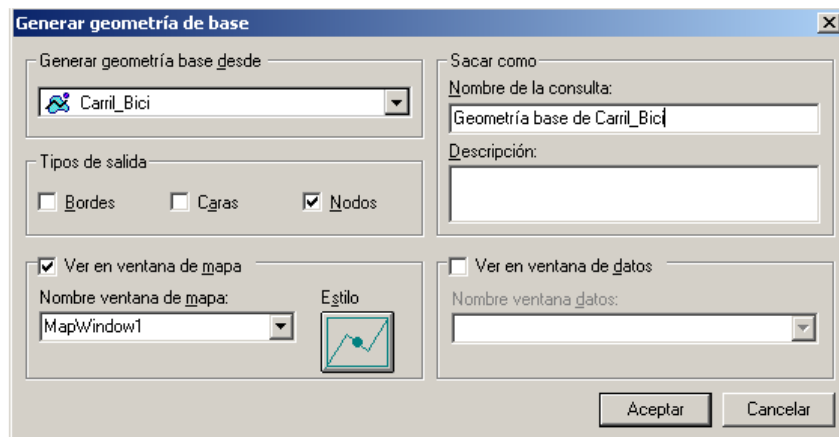 Generar geometría de base
Generar geometría base desde
Carril_Bici
Tipos de salida
Bordes
Caras
Nodos
Ver en ventana de mapa
Nombre ventana de mapa:
MapWindow1
Estilo
Sacar como
Nombre de la consulta:
Geometría base de Carril_Bici
Descripción:
Ver en ventana de datos
Nombre ventana datos:
Aceptar
Cancelar